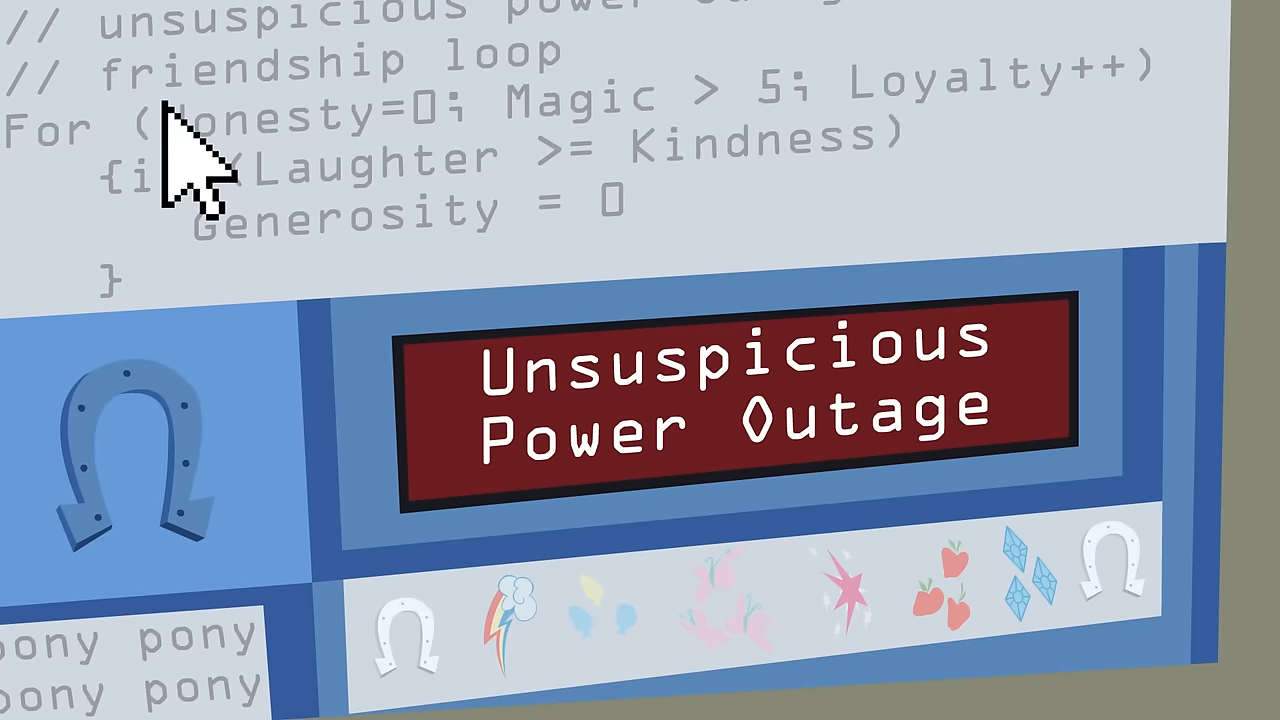 // unsuspicious power outag
// friendship loop
For (Honesty=0; Magic > 5; Loyalty++)
{if (Laughter >= Kindness)
Generosity = 0
}
Unsuspicious
Power Outage
pony pony
pony pony